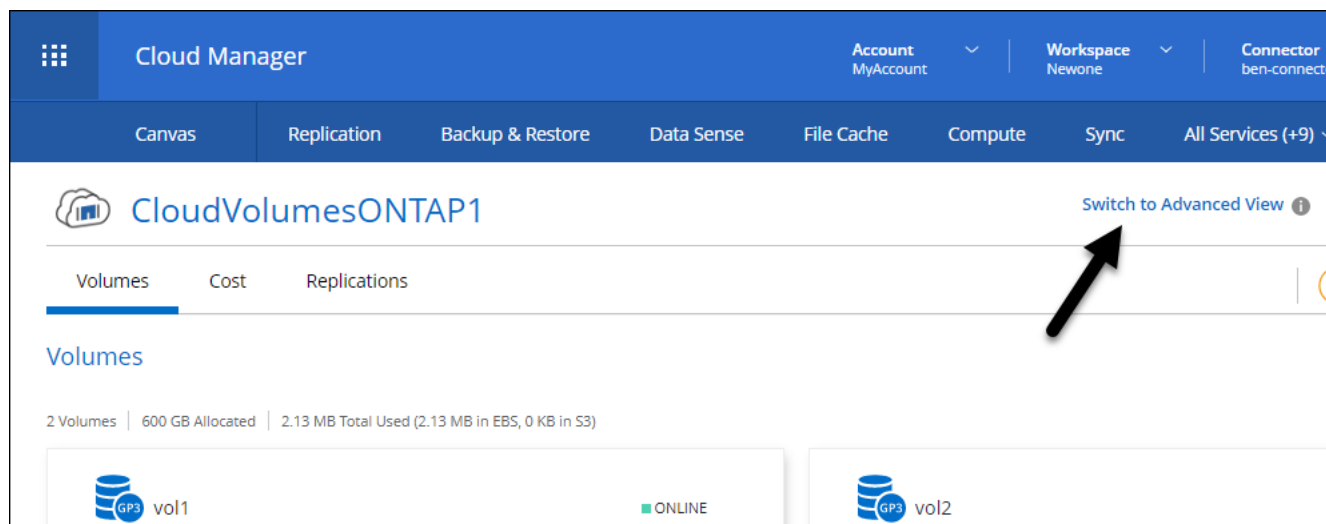 Cloud Manager
Account
MyAccount
Workspace
Newone
Connector
ben-connect
Canvas Replication Backup & Restore Data Sense File Cache Compute Sync All Services (+9)
CloudVolumesONTAP1
Switch to Advanced View
Volumes Cost Replications
Volumes
2 Volumes | 600 GB Allocated | 2.13 MB Total Used (2.13 MB in EBS, 0 KB in S3)
GP3 vol1 ONLINE
GP3 vol2